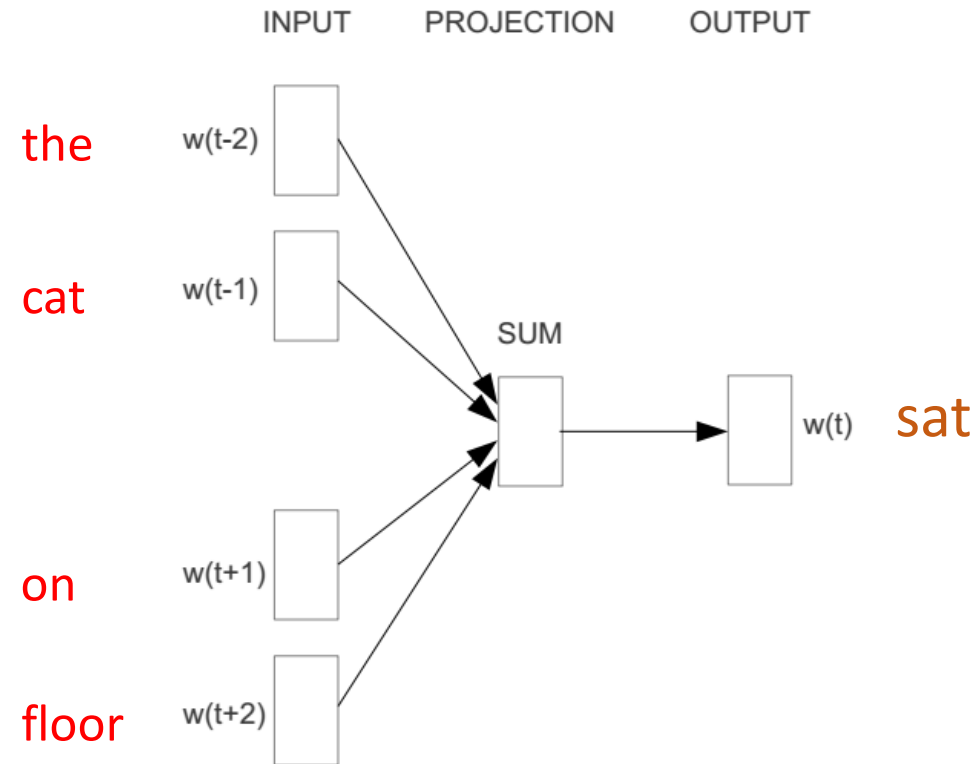 INPUT PROJECTION OUTPUT
the w(t-2)
cat w(t-1)
SUM
w(t) sat
on w(t+1)
floor w(t+2)